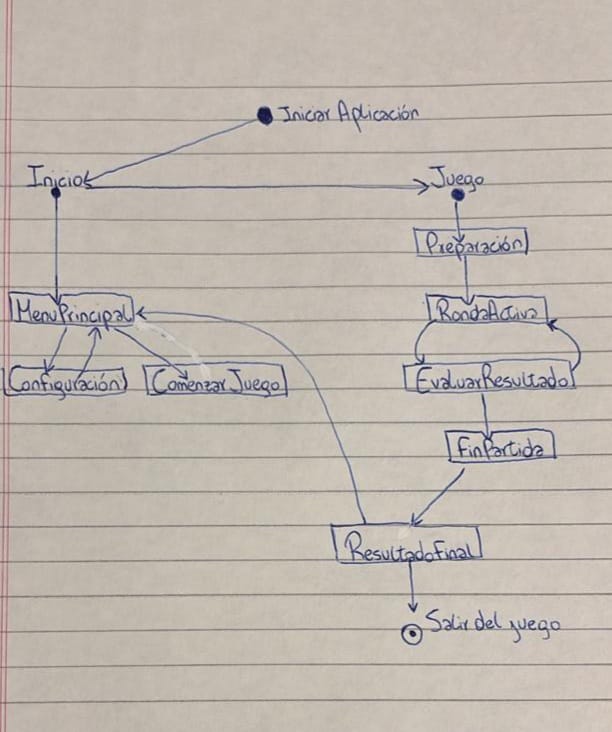 Iniciar Aplicación
Inicio
Juego
Preparación
MenuPrincipal
RondaActiva
Configuración
Comenzar Juego
EvaluarResultado
FinPartida
ResultadoFinal
Salir del juego